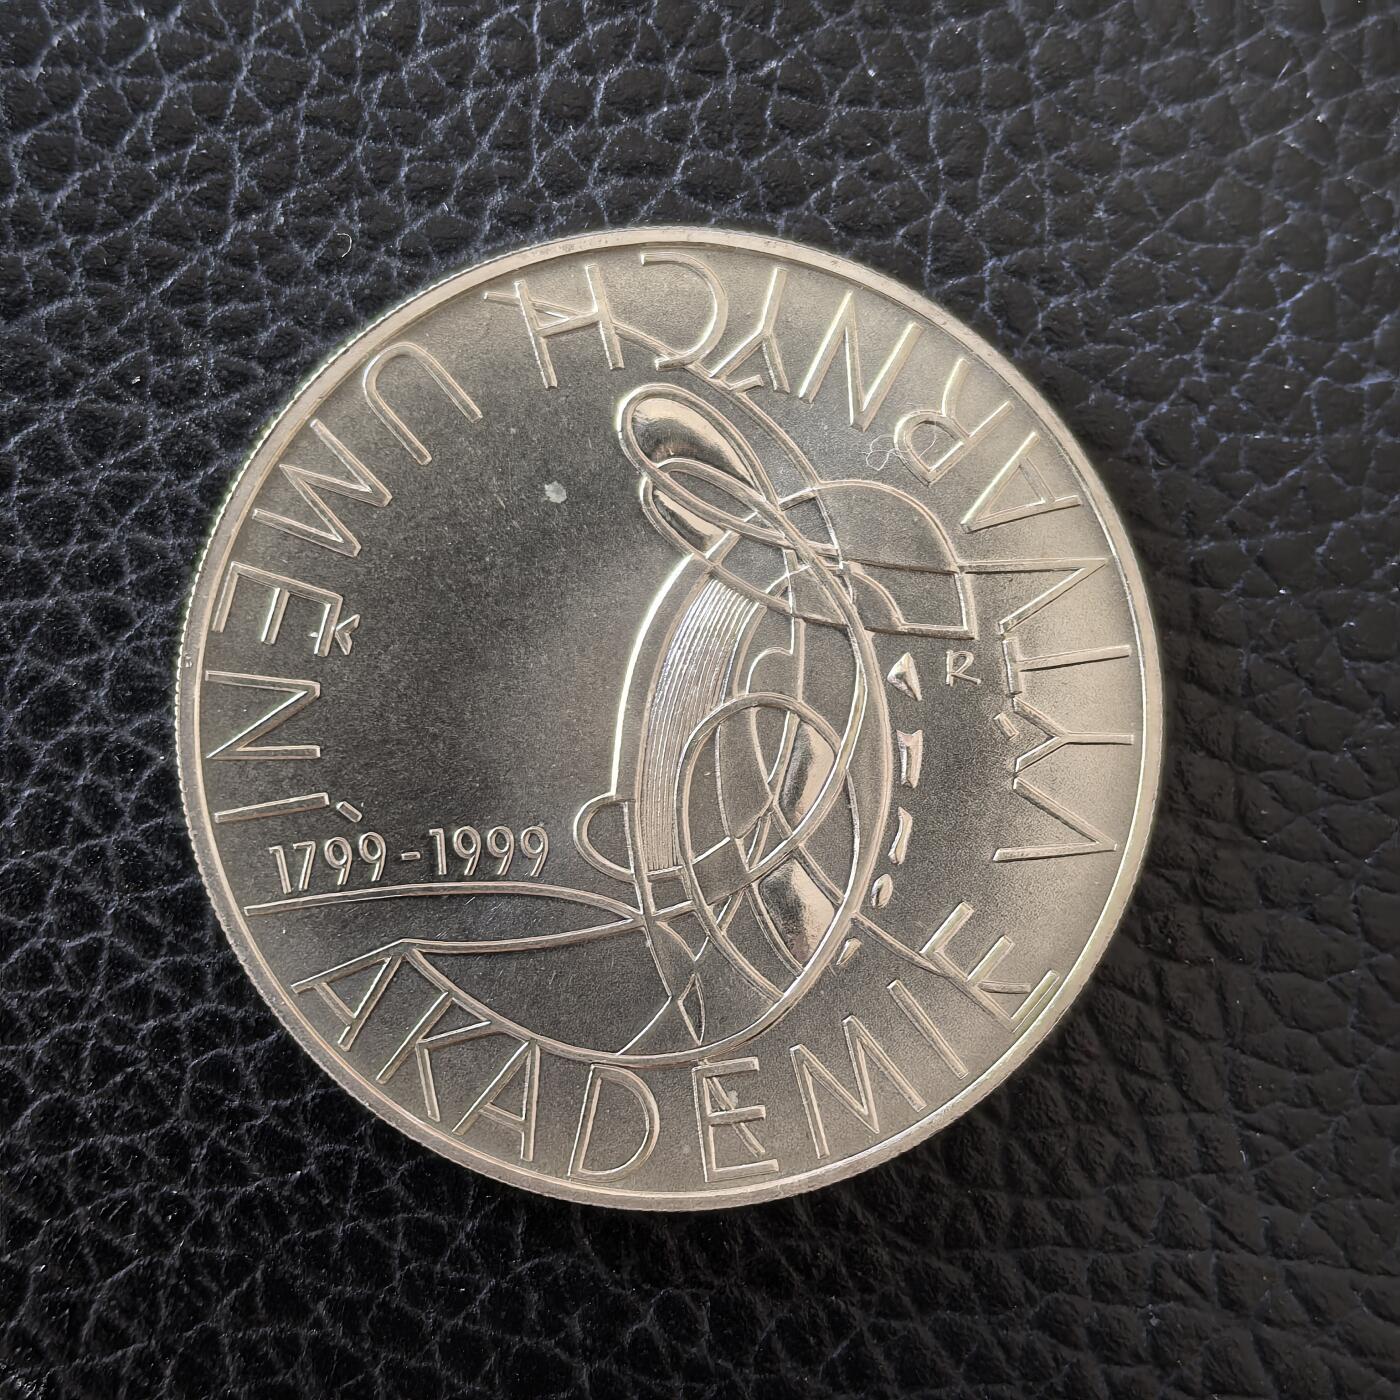 AKADEMIE VÝTVARNÝCH UMĚNÍ
1799-1999
R